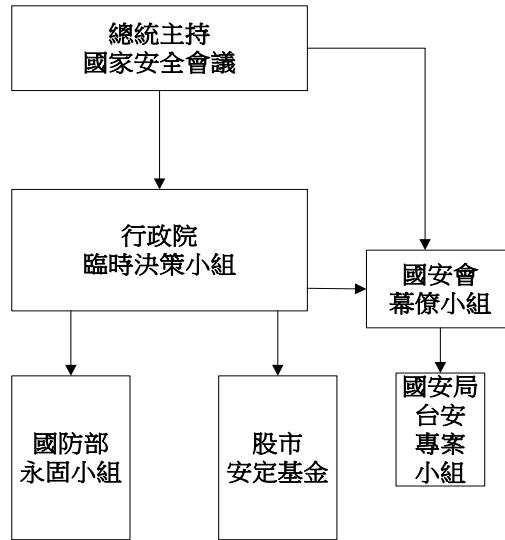 總統主持
國家安全會議
行政院
臨時決策小組
國安會
幕僚小組
國防部
永固小組
股市
安定基金
國安局
台安
專案
小組